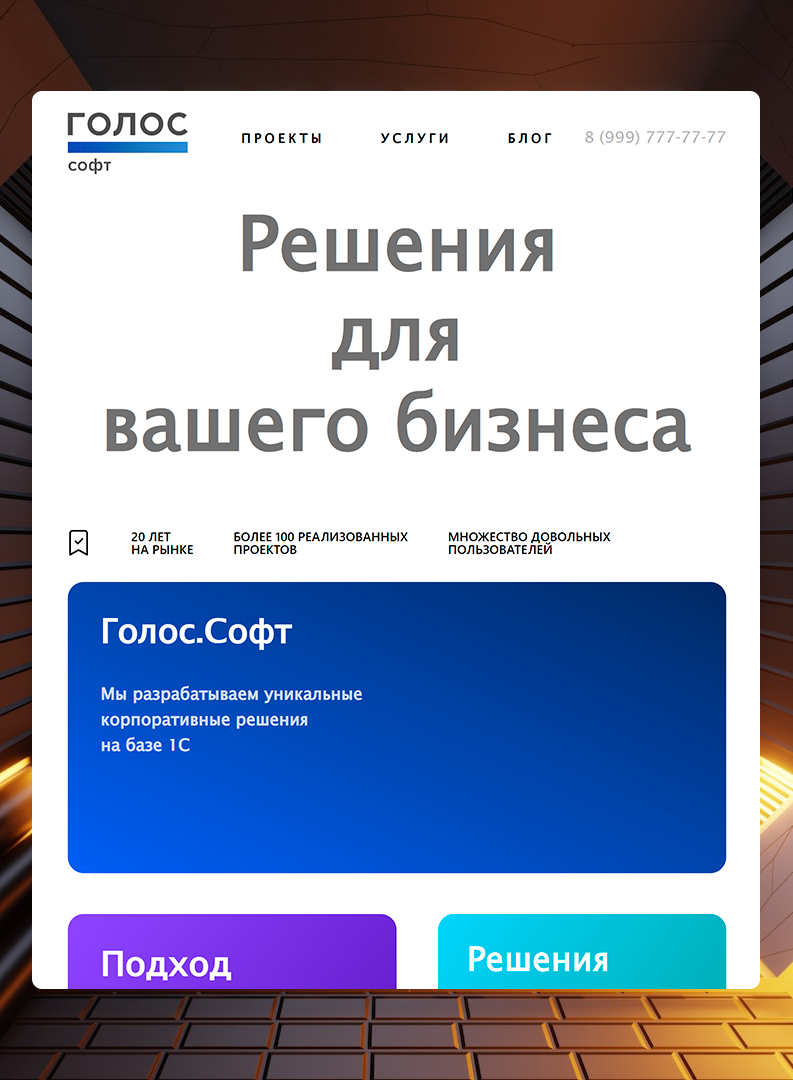 ГОЛОС
софт
ПРОЕКТЫ УСЛУГИ БЛОГ 8 (999) 777-77-77
Решения
для
вашего бизнеса
20 ЛЕТ
НА РЫНКЕ
БОЛЕЕ 100 РЕАЛИЗОВАННЫХ
ПРОЕКТОВ
МНОЖЕСТВО ДОВОЛЬНЫХ
ПОЛЬЗОВАТЕЛЕЙ
Голос.Софт
Мы разрабатываем уникальные
корпоративные решения
на базе 1С
Подход
Решения